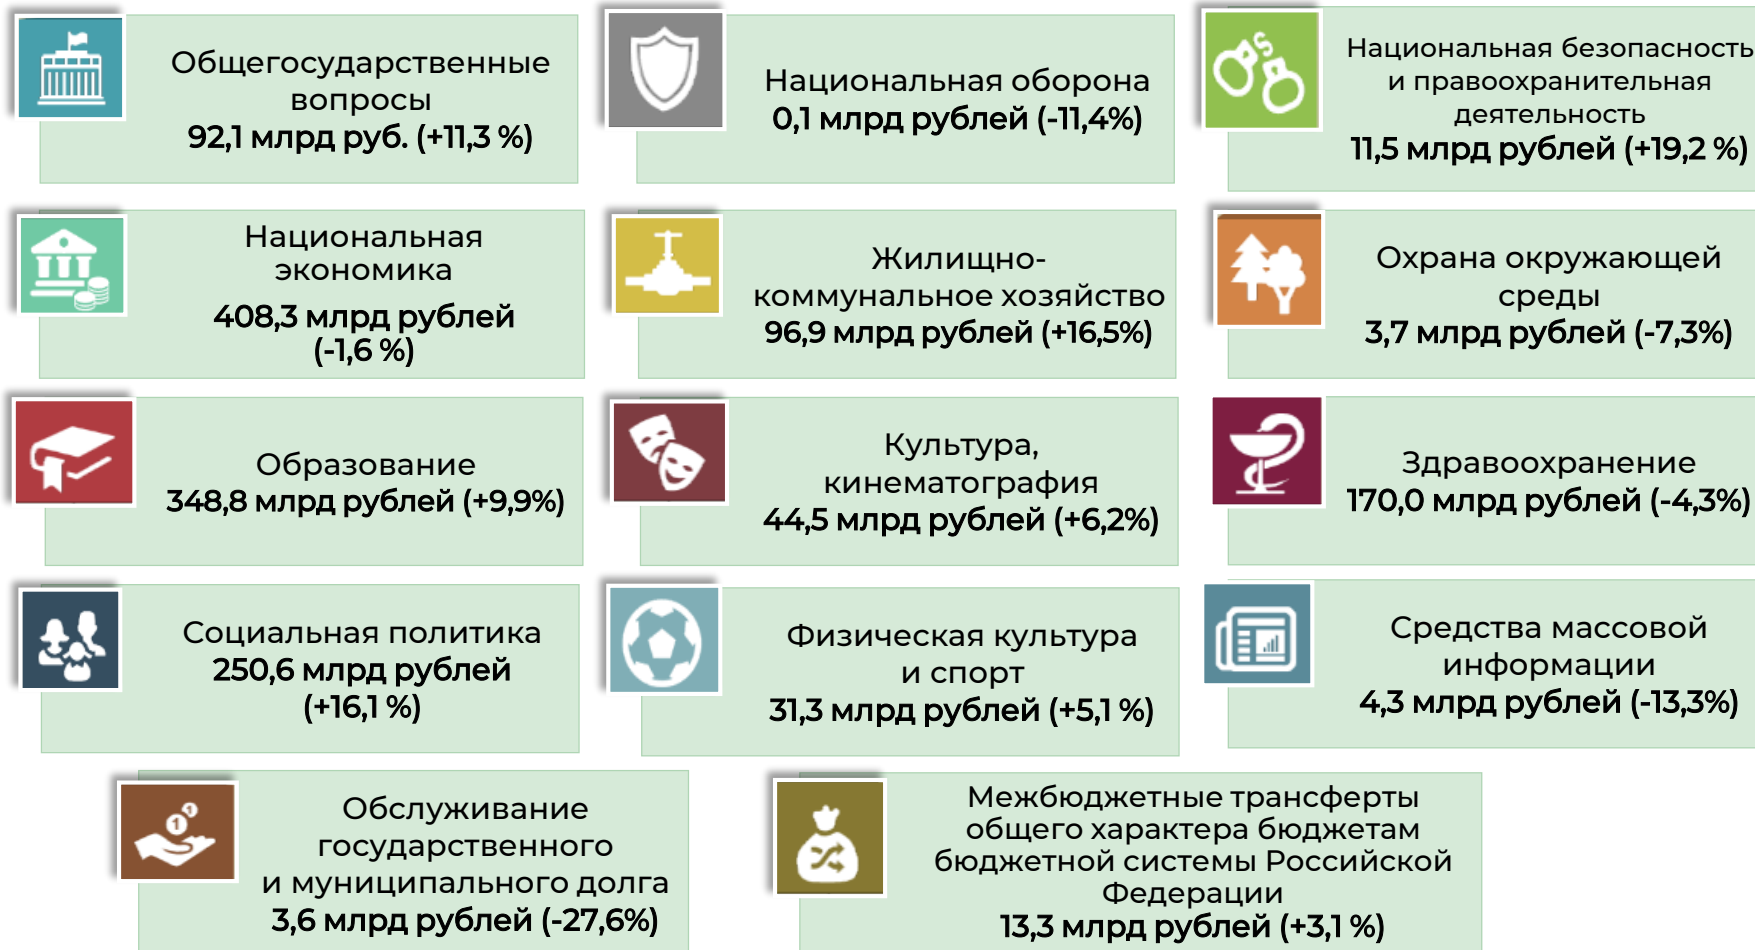 Общегосударственные
вопросы
92,1 млрд руб. (+11,3 %)
Национальная оборона
0,1 млрд рублей (-11,4%)
Национальная безопасность
и правоохранительная
деятельность
11,5 млрд рублей (+19,2 %)
Национальная
экономика
408,3 млрд рублей
(-1,6 %)
Жилищно-
коммунальное хозяйство
96,9 млрд рублей (+16,5%)
Охрана окружающей
среды
3,7 млрд рублей (-7,3%)
Образование
348,8 млрд рублей (+9,9%)
Культура,
кинематография
44,5 млрд рублей (+6,2%)
Здравоохранение
170,0 млрд рублей (-4,3%)
Социальная политика
250,6 млрд рублей
(+16,1 %)
Физическая культура
и спорт
31,3 млрд рублей (+5,1 %)
Средства массовой
информации
4,3 млрд рублей (-13,3%)
Обслуживание
государственного
и муниципального долга
3,6 млрд рублей (-27,6%)
Межбюджетные трансферты
общего характера бюджетам
бюджетной системы Российской
Федерации
13,3 млрд рублей (+3,1 %)